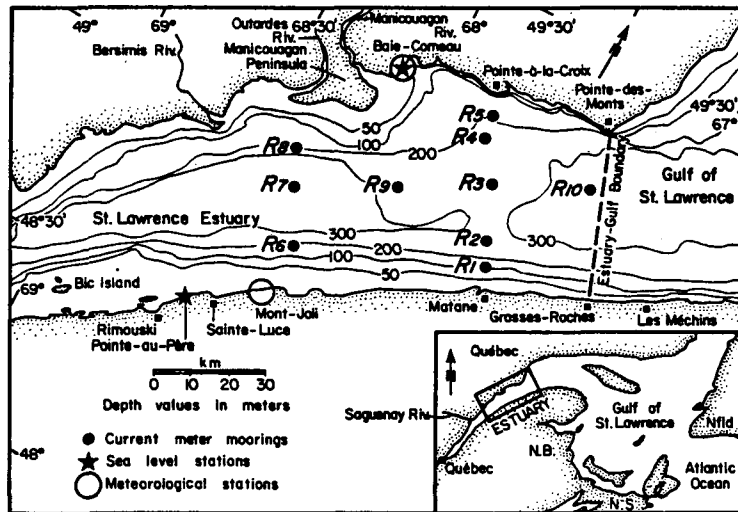 49°
69°
Outardes
Riv.
68°30'
Manicouagan
Riv.
68°
49°30'
Bersimis Riv.
Manicouagan
Peninsula
Baie-Comeau
Pointe-à-la-Croix
Pointe-des-
Monts
49°30'
67°
50
100
200
R5
R4
R8
R7
R9
R3
R10
Gulf of
St. Lawrence
Estuary-Gulf Boundary
48°30'
St. Lawrence Estuary
300
200
100
50
R6
R2
R1
300
69°
Bic Island
Rimouski
Pointe-au-Père
Sainte-Luce
Mont-Joli
Matane
Grosses-Roches
Les Méchins
km
0 10 20 30
Depth values in meters
48°
Current meter moorings
Sea level stations
Meteorological stations
Québec
Saguenay Riv.
ESTUARY
Gulf of
St. Lawrence
Nfld
Québec
N.B.
Atlantic
Ocean
N.S.